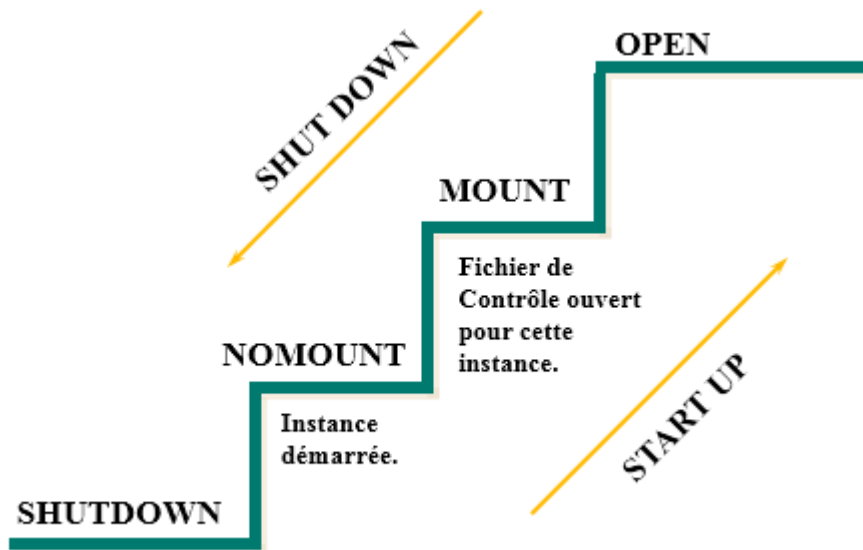 OPEN
SHUT DOWN
MOUNT
Fichier de
Contrôle ouvert
pour cette
instance.
NOMOUNT
Instance
démarrée.
START UP
SHUTDOWN